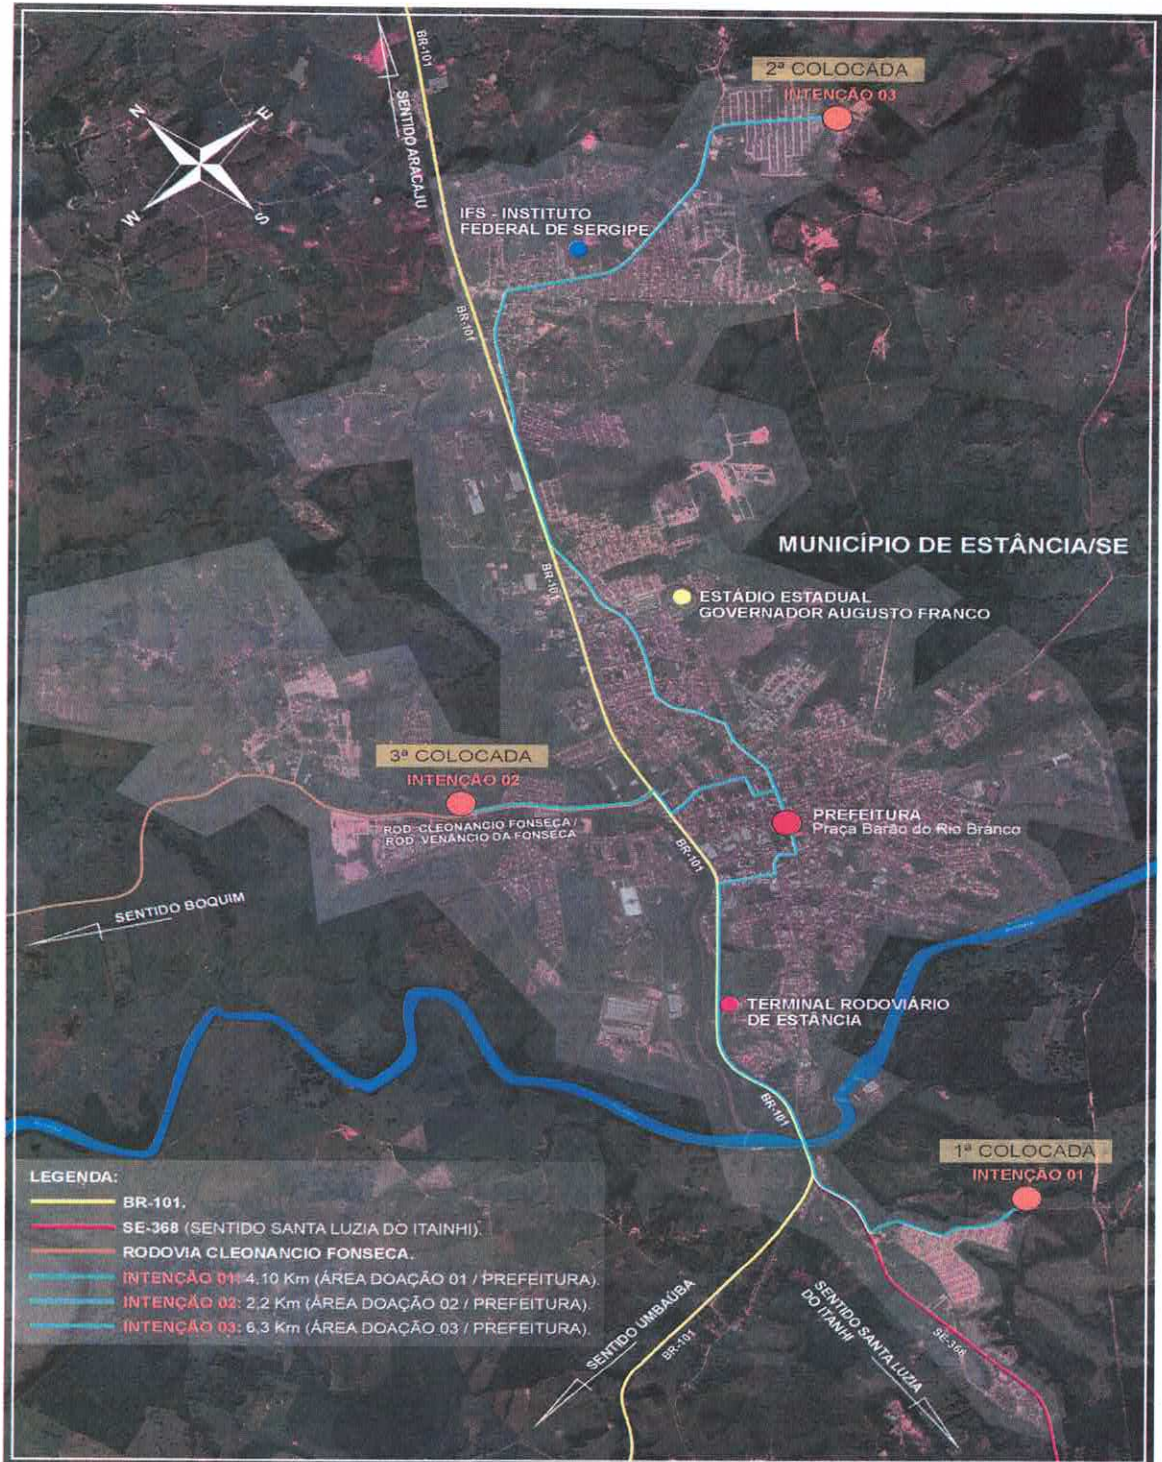 BR-101
2ª COLOCADA
INTENÇÃO 03
SENTIDO ARACAJU
N
E
W
S
IFS - INSTITUTO
FEDERAL DE SERGIPE
BR-101
MUNICÍPIO DE ESTÂNCIA/SE
BR-101
ESTÁDIO ESTADUAL
GOVERNADOR AUGUSTO FRANCO
3ª COLOCADA
INTENÇÃO 02
ROD. CLEONANCIO FONSECA /
ROD. VENÂNCIO DA FONSECA
PREFEITURA
Praça Barão do Rio Branco
BR-101
SENTIDO BOQUIM
TERMINAL RODOVIÁRIO
DE ESTÂNCIA
BR-101
1ª COLOCADA
INTENÇÃO 01
LEGENDA:
BR-101.
SE-368 (SENTIDO SANTA LUZIA DO ITAINHI).
RODOVIA CLEONANCIO FONSECA.
INTENÇÃO 01: 4,10 Km (ÁREA DOAÇÃO 01 / PREFEITURA).
INTENÇÃO 02: 2,2 Km (ÁREA DOAÇÃO 02 / PREFEITURA).
INTENÇÃO 03: 6,3 Km (ÁREA DOAÇÃO 03 / PREFEITURA).
SENTIDO UMBAÚBA
BR-101
SENTIDO SANTA LUZIA
DO ITANHI
SE-368